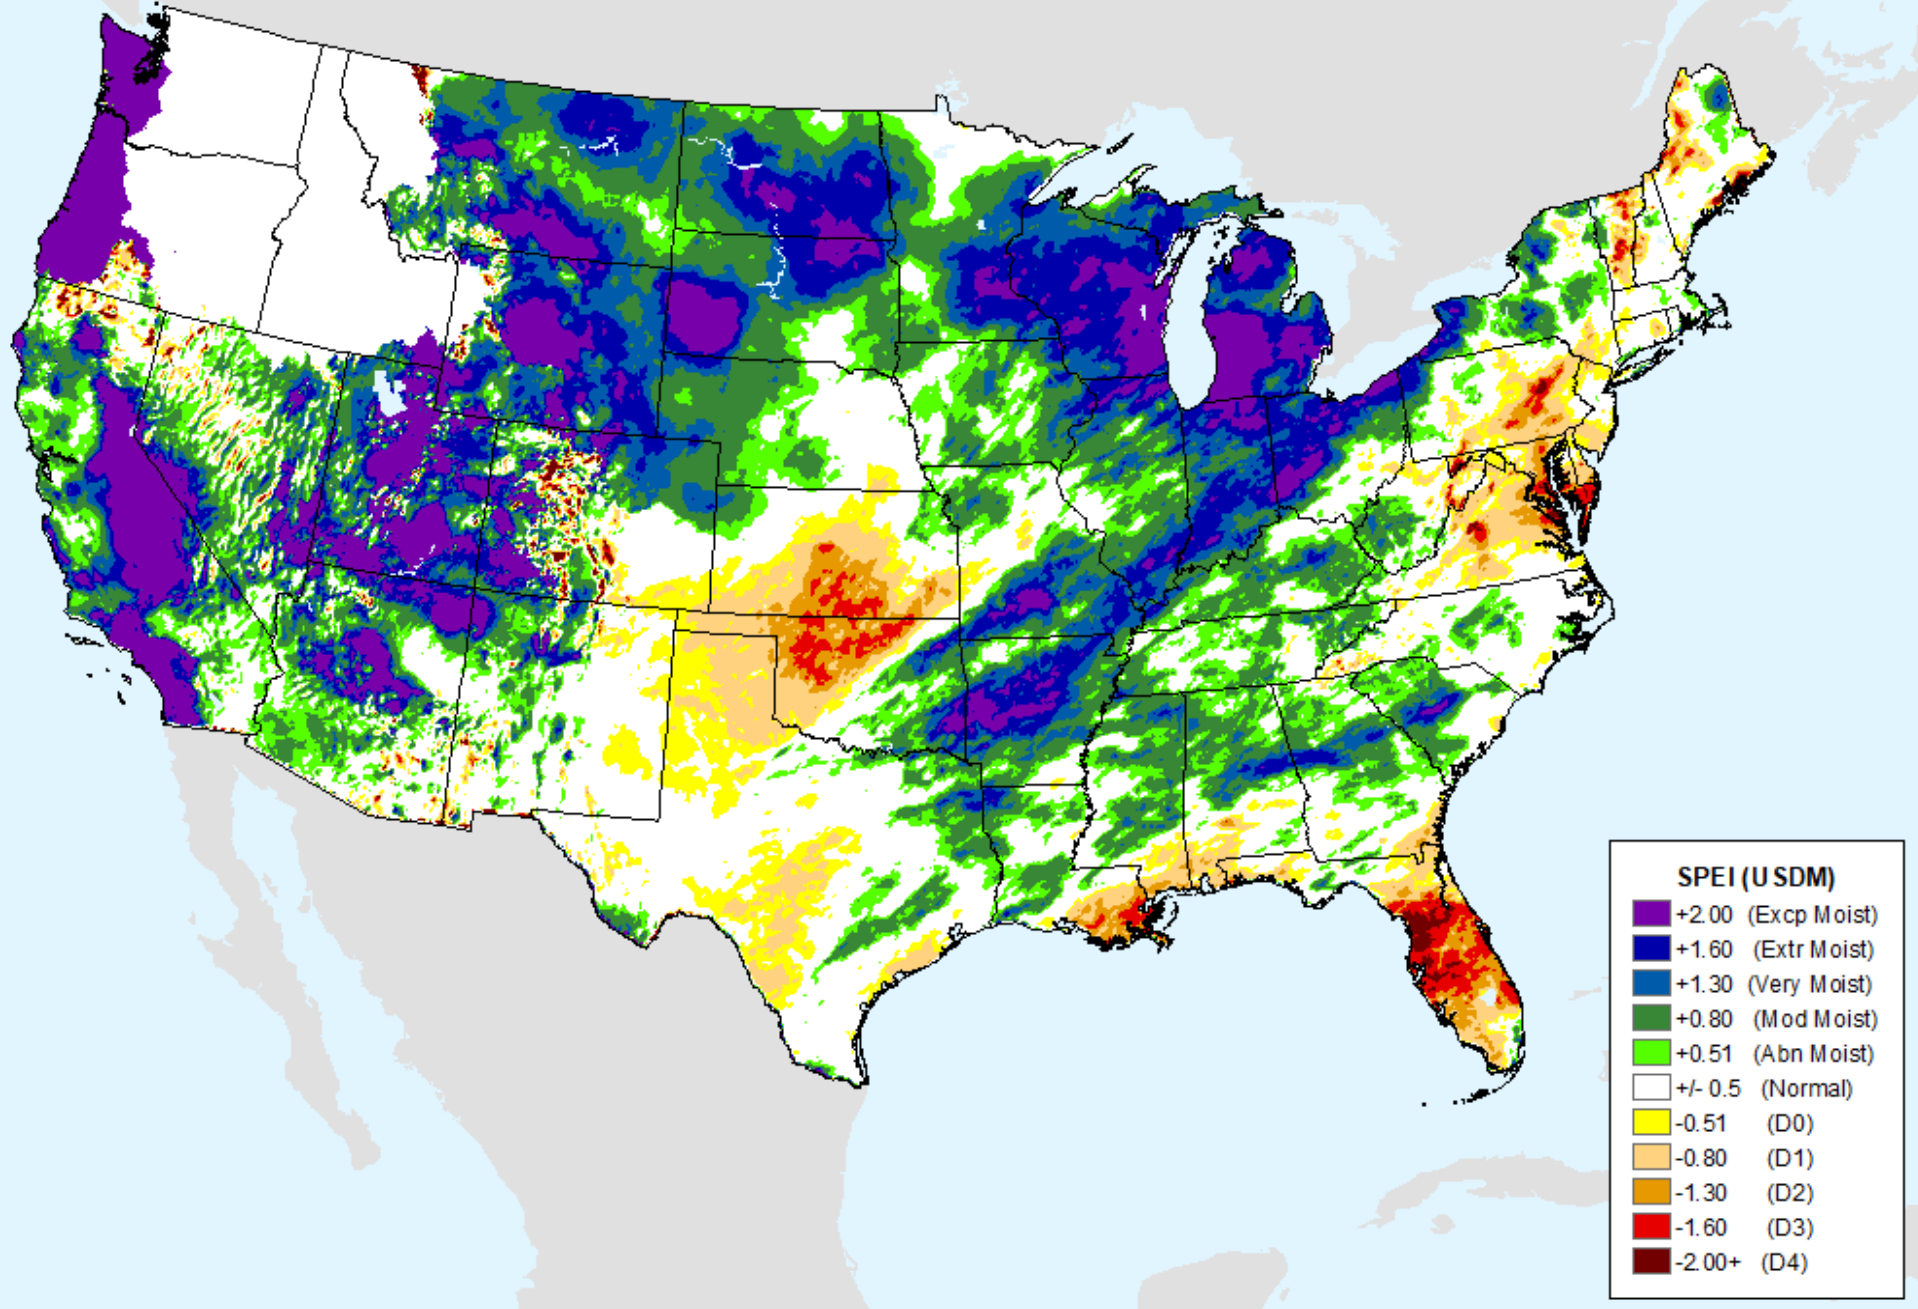 SPEI (USDM)
+2.00 (Excp Moist)
+1.60 (Extr Moist)
+1.30 (Very Moist)
+0.80 (Mod Moist)
+0.51 (Abn Moist)
+/- 0.5 (Normal)
-0.51 (D0)
-0.80 (D1)
-1.30 (D2)
-1.60 (D3)
-2.00+ (D4)